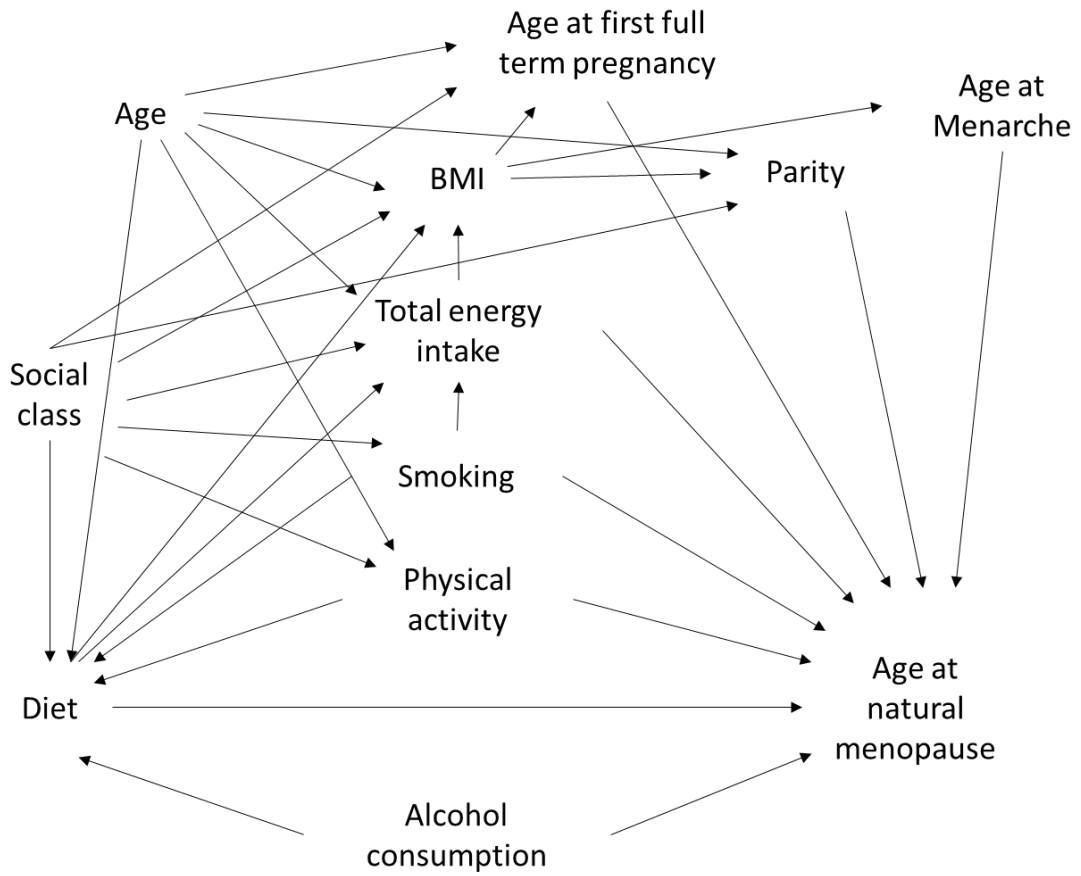 Age at first full
term pregnancy
Age
Age at
Menarche
BMI
Parity
Total energy
intake
Social
class
Smoking
Physical
activity
Diet
Age at
natural
menopause
Alcohol
consumption